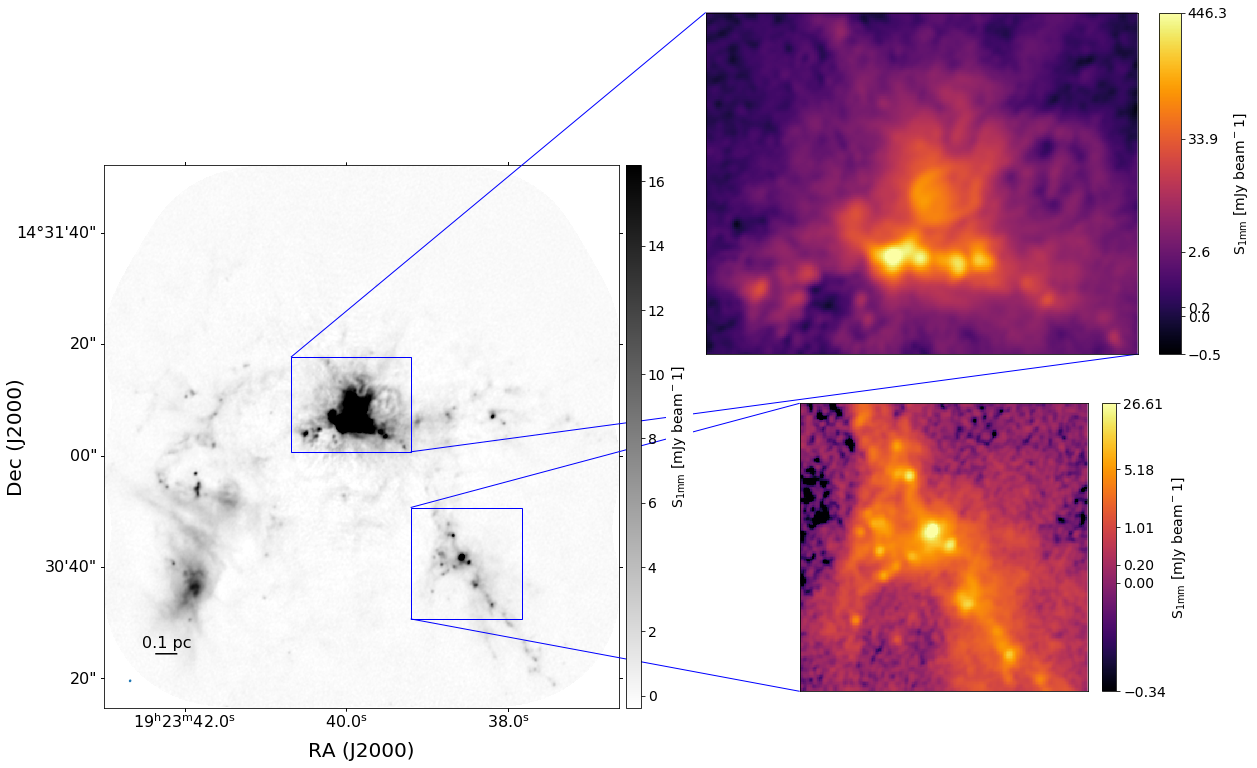 446.3
33.9
2.6
0.2
0.0
−0.5
S1mm [mJy beam−1]
14°31'40"
20"
00"
30'40"
20"
Dec (J2000)
16
14
12
10
8
6
4
2
0
S1mm [mJy beam−1]
0.1 pc
19h23m42.0s
40.0s
38.0s
RA (J2000)
26.61
5.18
1.01
0.20
0.00
−0.34
S1mm [mJy beam−1]